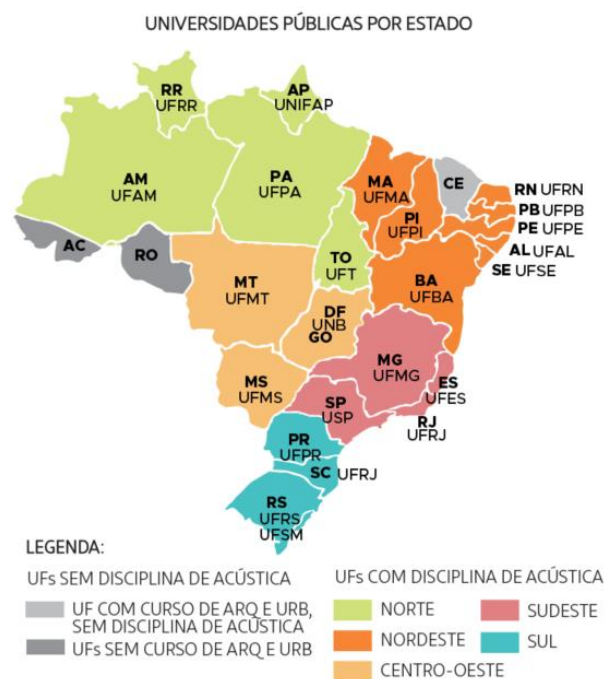 UNIVERSIDADES PÚBLICAS POR ESTADO
RR
UFRR
AP
UNIFAP
AM
UFAM
PA
UFPA
MA
UFMA
CE
RN UFRN
PB UFPB
PE UFPE
PI
UFPI
AL UFAL
SE UFSE
AC
RO
TO
UFT
BA
UFBA
MT
UFMT
DF
UNB
GO
MG
UFMG
MS
UFMS
ES
UFES
SP
USP
RJ
UFRJ
PR
UFPR
SC UFRJ
RS
UFRS
UFSM
LEGENDA:
UFs SEM DISCIPLINA DE ACÚSTICA
UF COM CURSO DE ARQ E URB,
SEM DISCIPLINA DE ACÚSTICA
UFs SEM CURSO DE ARQ E URB
UFs COM DISCIPLINA DE ACÚSTICA
NORTE
NORDESTE
CENTRO-OESTE
SUDESTE
SUL